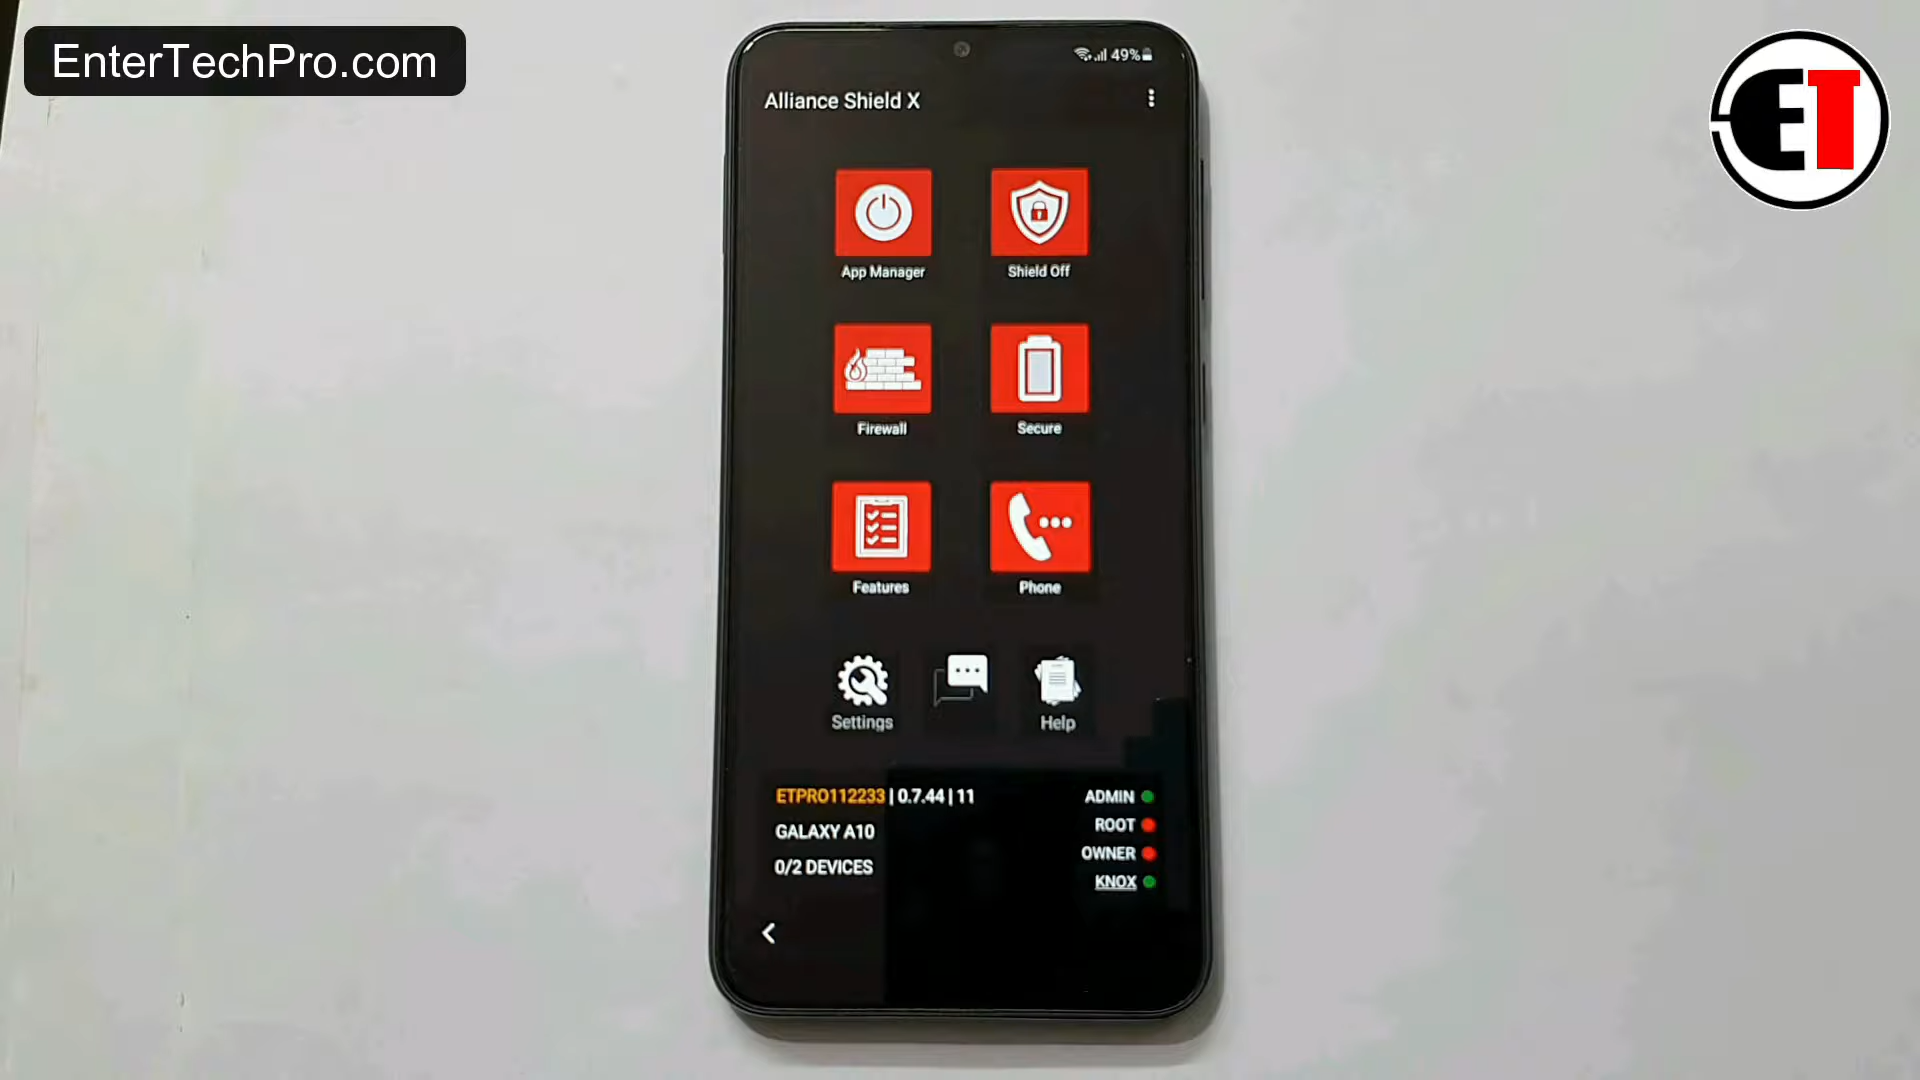 EnterTechPro.com
ET
49%
Alliance Shield X
App Manager
Shield Off
Firewall
Secure
Features
Phone
Settings
Help
ETPRO112233 | 0.7.44 | 11
GALAXY A10
0/2 DEVICES
ADMIN
ROOT
OWNER
KNOX